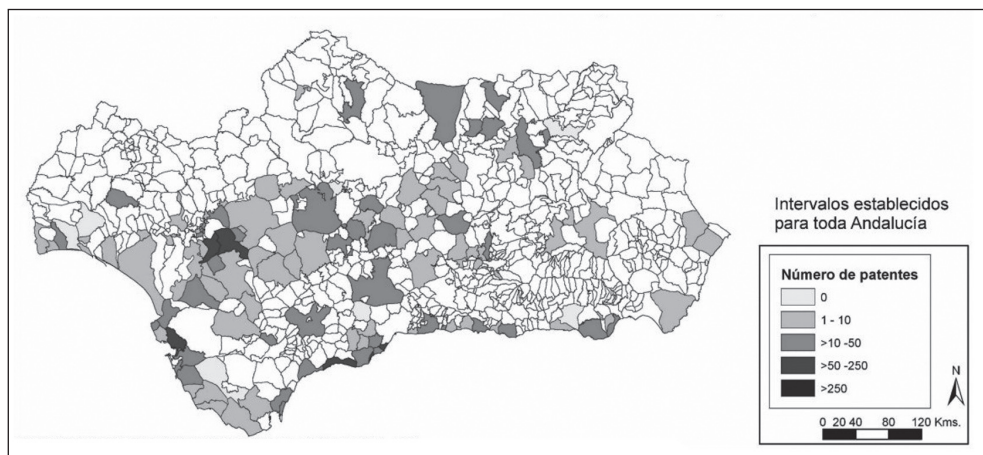 Intervalos establecidos
para toda Andalucía
Número de patentes
0
1 - 10
>10 -50
>50 -250
>250
N
0 20 40 80 120 Kms.